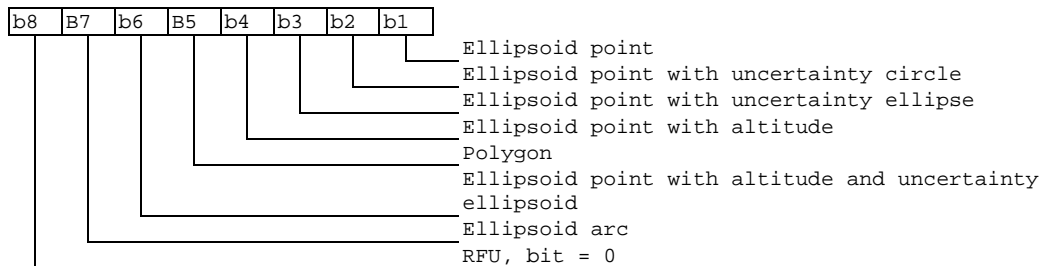 b8 B7 b6 B5 b4 b3 b2 b1
Ellipsoid point
Ellipsoid point with uncertainty circle
Ellipsoid point with uncertainty ellipse
Ellipsoid point with altitude
Polygon
Ellipsoid point with altitude and uncertainty
ellipsoid
Ellipsoid arc
RFU, bit = 0